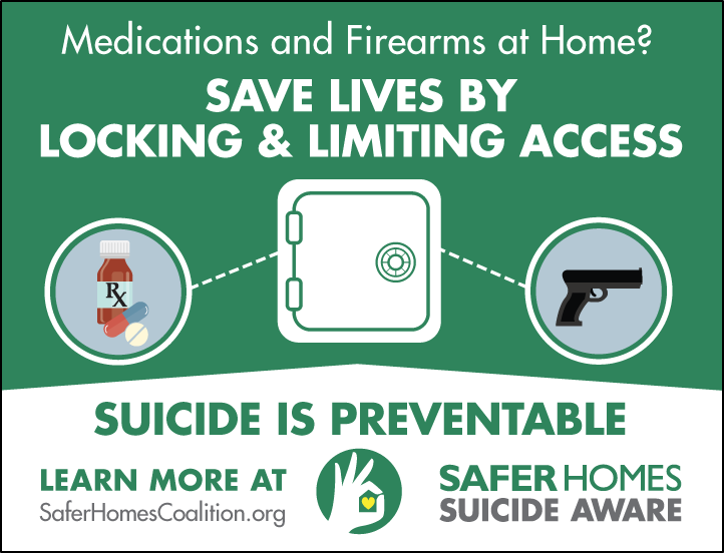 Medications and Firearms at Home?
SAVE LIVES BY
LOCKING & LIMITING ACCESS
Rx
SUICIDE IS PREVENTABLE
LEARN MORE AT
SaferHomesCoalition.org
SAFER HOMES
SUICIDE AWARE